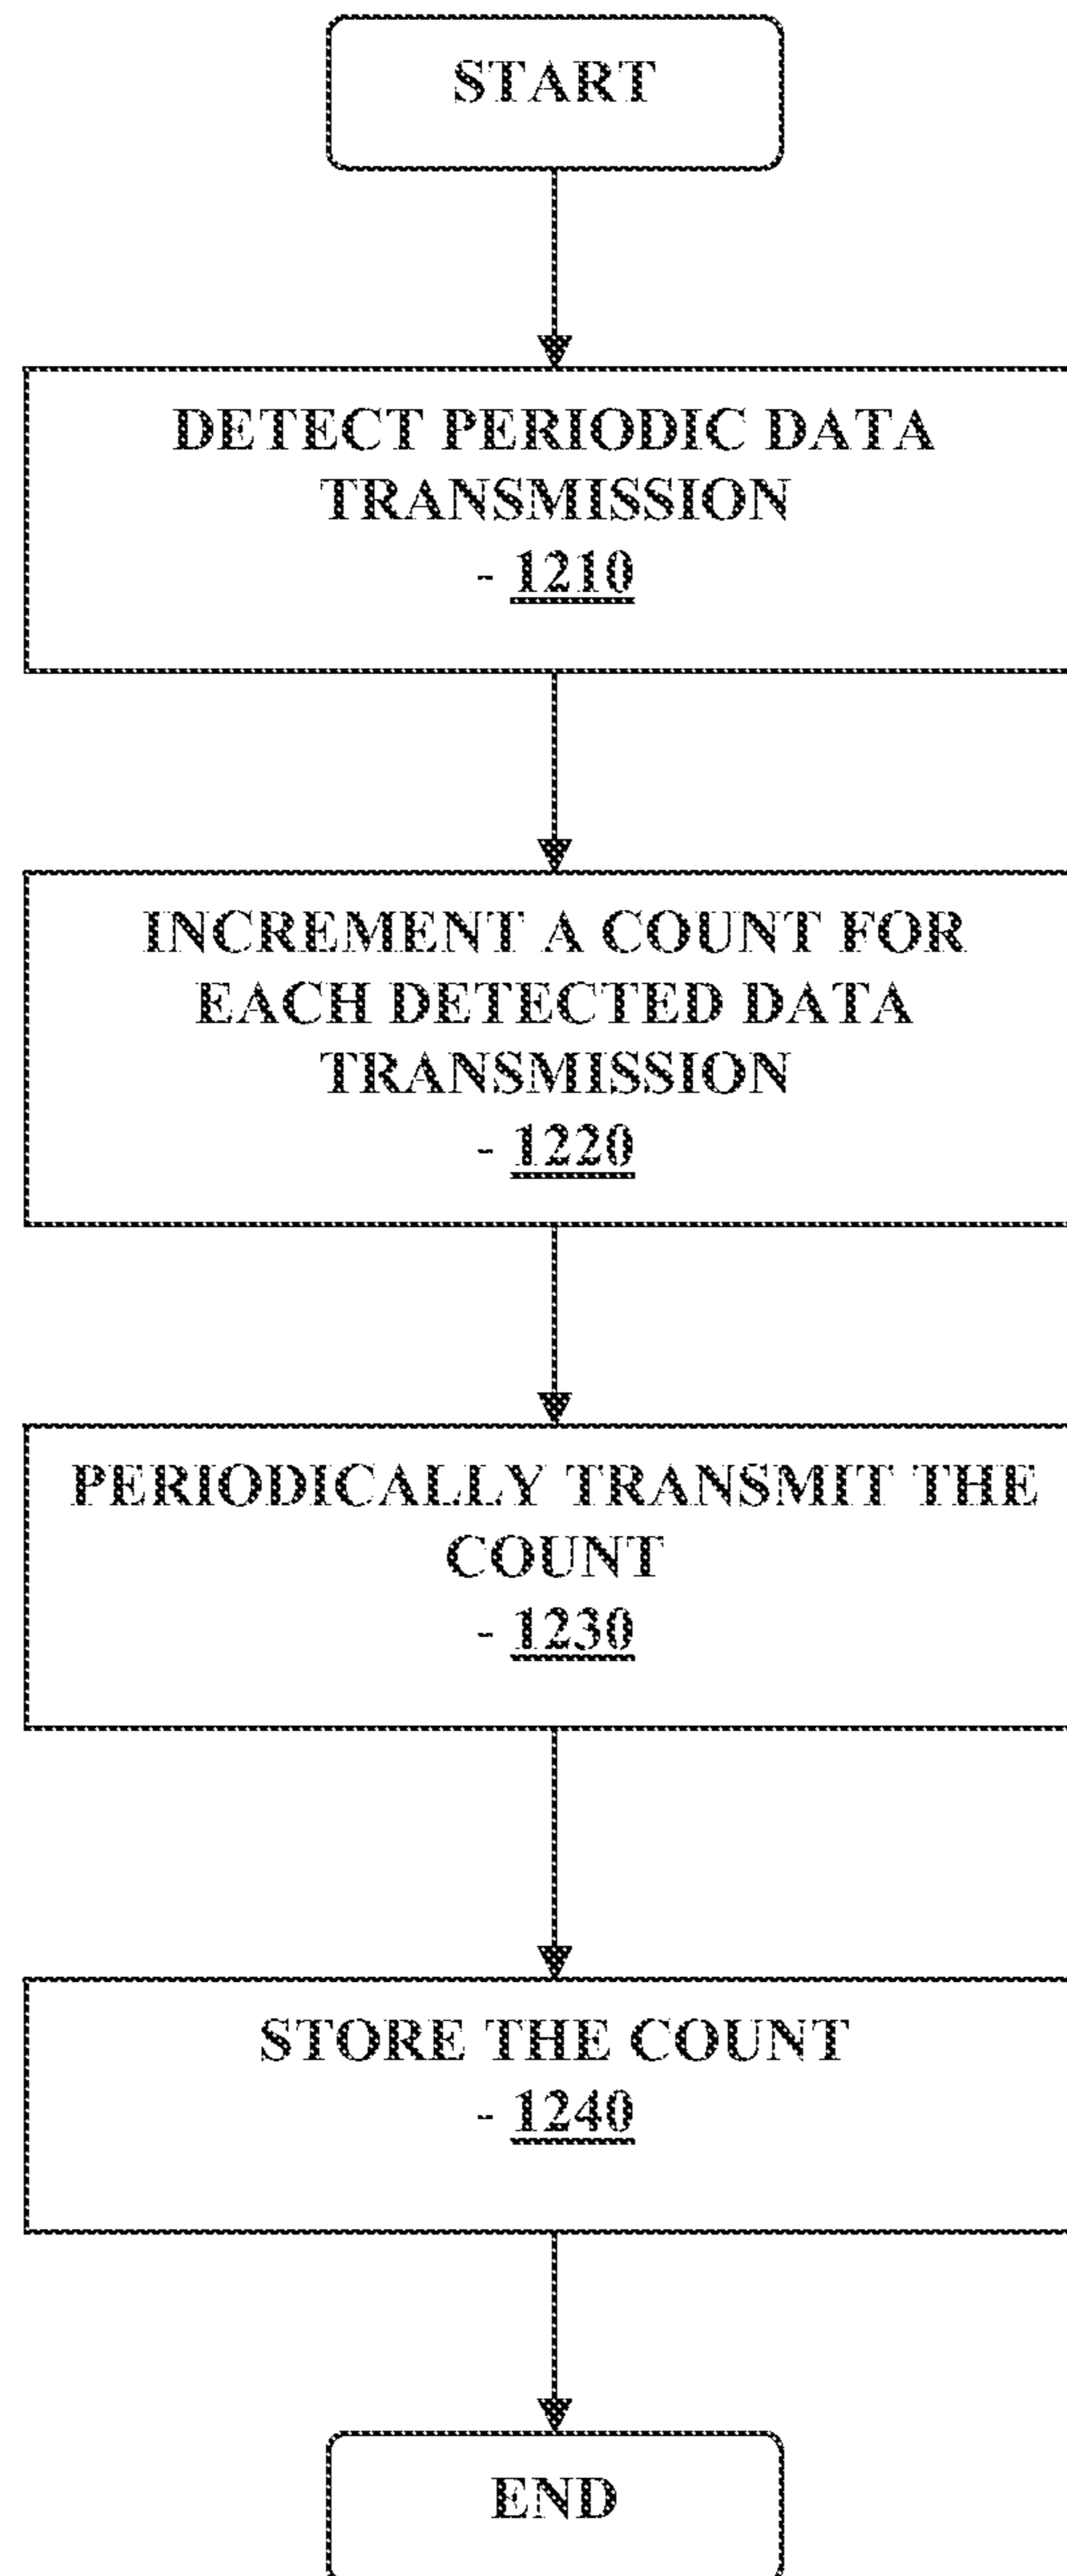 START
DETECT PERIODIC DATA
TRANSMISSION
- 1210
INCREMENT A COUNT FOR
EACH DETECTED DATA
TRANSMISSION
- 1220
PERIODICALLY TRANSMIT THE
COUNT
- 1230
STORE THE COUNT
- 1240
END